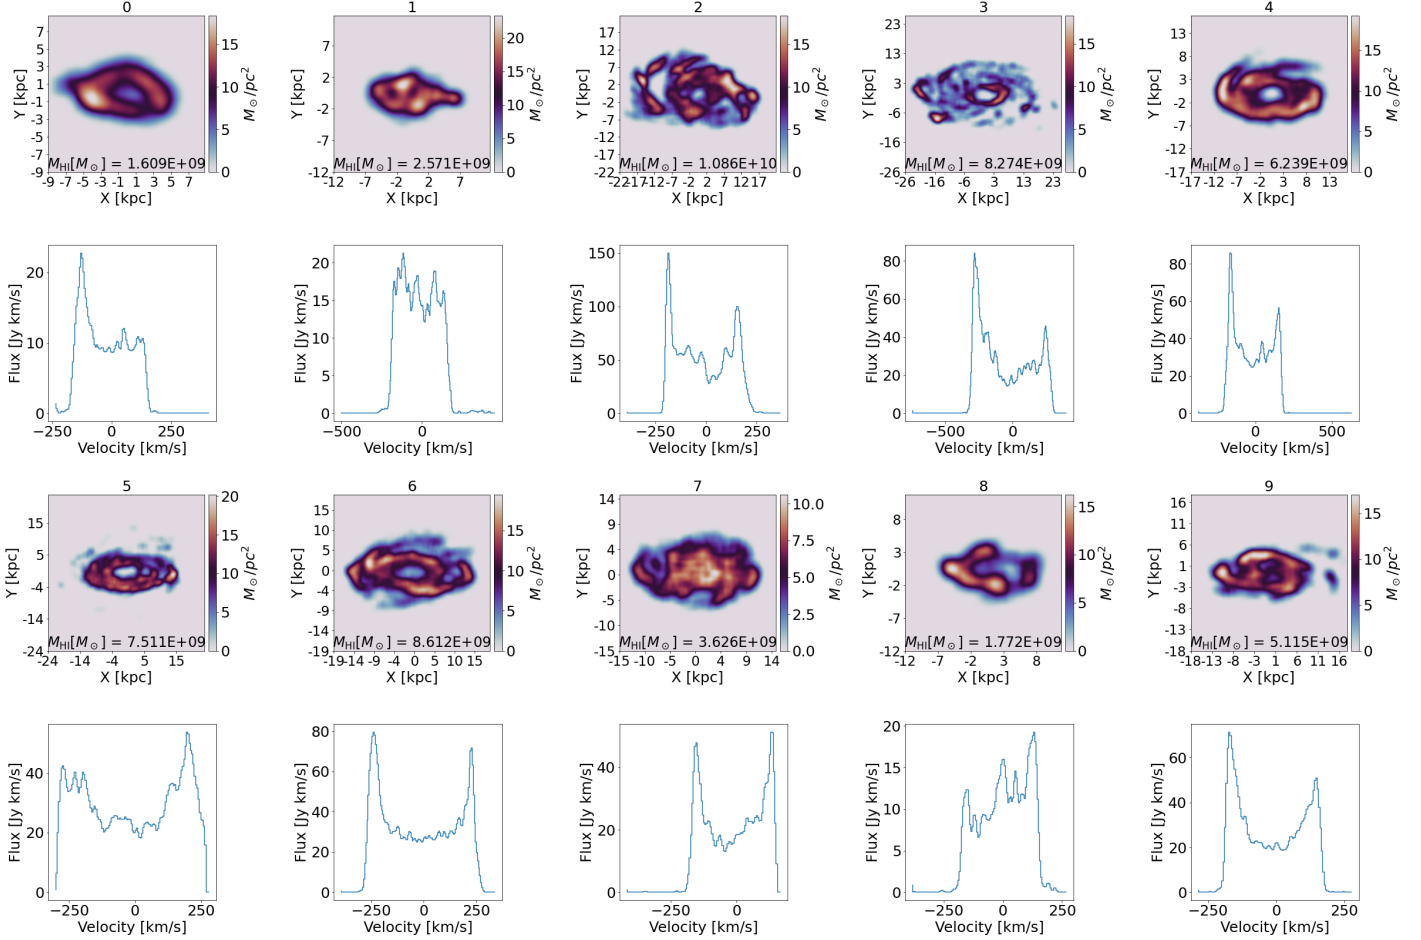 0
1
2
3
4
7
5
3
1
-1
-3
-5
-7
-9
-9 -7 -5 -3 -1 1 3 5 7
Y [kpc]
X [kpc]
M_HI[M_⊙] = 1.609E+09
15
10
5
0
M_⊙/pc^2
7
2
-2
-7
-12
-12 -7 -2 2 7
Y [kpc]
X [kpc]
M_HI[M_⊙] = 2.571E+09
20
15
10
5
0
M_⊙/pc^2
17
12
7
2
-2
-7
-12
-17
-22
-22-17-12 -7 -2 2 7 12 17
Y [kpc]
X [kpc]
M_HI[M_⊙] = 1.086E+10
15
10
5
0
M_⊙/pc^2
23
13
3
-6
-16
-26
-26 -16 -6 3 13 23
Y [kpc]
X [kpc]
M_HI[M_⊙] = 8.274E+09
15
10
5
0
M_⊙/pc^2
13
8
3
-2
-7
-12
-17
-17-12 -7 -2 3 8 13
Y [kpc]
X [kpc]
M_HI[M_⊙] = 6.239E+09
15
10
5
0
M_⊙/pc^2
20
10
0
−250 0 250
Flux [Jy km/s]
Velocity [km/s]
20
15
10
5
0
−500 0
Flux [Jy km/s]
Velocity [km/s]
150
100
50
0
−250 0 250
Flux [Jy km/s]
Velocity [km/s]
80
60
40
20
0
−500 0
Flux [Jy km/s]
Velocity [km/s]
80
60
40
20
0
0 500
Flux [Jy km/s]
Velocity [km/s]
5
6
7
8
9
15
5
-4
-14
-24
-24 -14 -4 5 15
Y [kpc]
X [kpc]
M_HI[M_⊙] = 7.511E+09
20
15
10
5
0
M_⊙/pc^2
15
10
5
0
-4
-9
-14
-19
-19-14 -9 -4 0 5 10 15
Y [kpc]
X [kpc]
M_HI[M_⊙] = 8.612E+09
15
10
5
0
M_⊙/pc^2
14
9
4
0
-5
-10
-15
-15 -10 -5 0 4 9 14
Y [kpc]
X [kpc]
M_HI[M_⊙] = 3.626E+09
10.0
7.5
5.0
2.5
0.0
M_⊙/pc^2
8
3
-2
-7
-12
-12 -7 -2 3 8
Y [kpc]
X [kpc]
M_HI[M_⊙] = 1.772E+09
15
10
5
0
M_⊙/pc^2
16
11
6
1
-3
-8
-13
-18
-18-13 -8 -3 1 6 11 16
Y [kpc]
X [kpc]
M_HI[M_⊙] = 5.115E+09
15
10
5
0
M_⊙/pc^2
40
20
0
−250 0 250
Flux [Jy km/s]
Velocity [km/s]
80
60
40
20
0
−250 0 250
Flux [Jy km/s]
Velocity [km/s]
40
20
0
−250 0
Flux [Jy km/s]
Velocity [km/s]
20
15
10
5
0
−250 0 250
Flux [Jy km/s]
Velocity [km/s]
60
40
20
0
−250 0 250
Flux [Jy km/s]
Velocity [km/s]